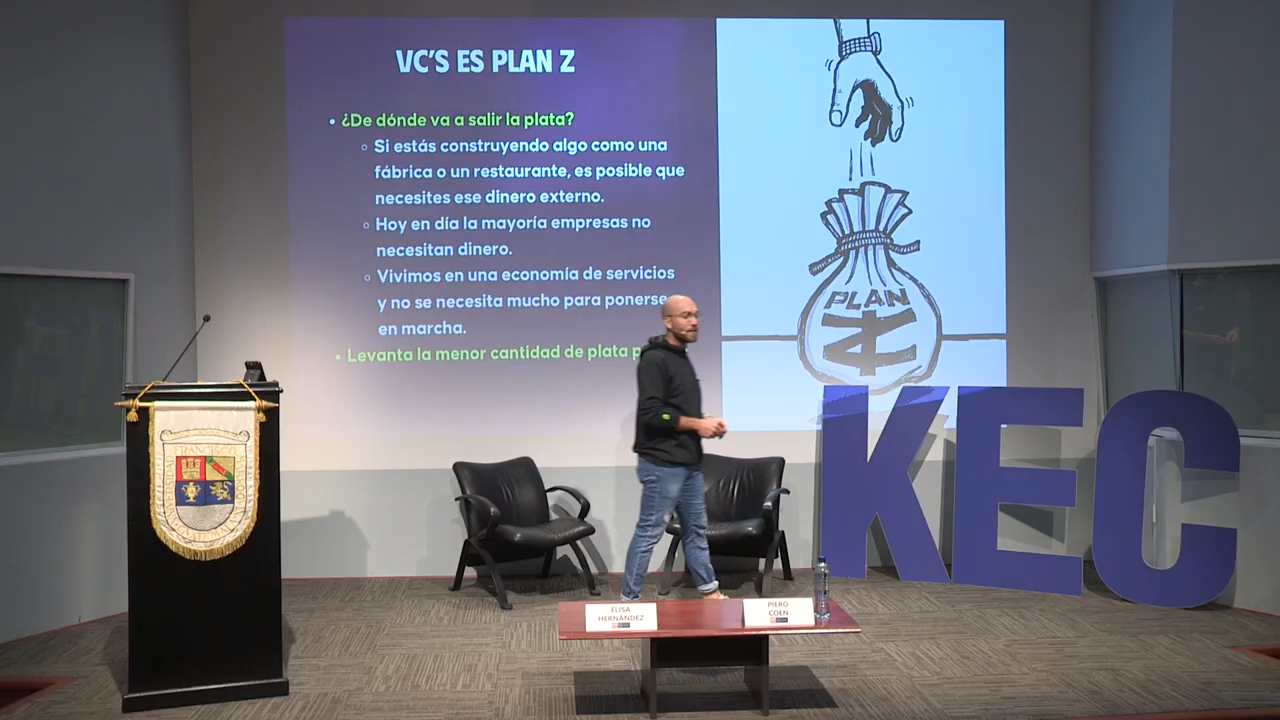 VC'S ES PLAN Z
• ¿De dónde va a salir la plata?
◦ Si estás construyendo algo como una
fábrica o un restaurante, es posible que
necesites ese dinero externo.
◦ Hoy en día la mayoría empresas no
necesitan dinero.
◦ Vivimos en una economía de servicios
y no se necesita mucho para ponerse
en marcha.
• Levanta la menor cantidad de plata p
PLAN
Z
KEC
FRANCISCO
ELISA
HERNÁNDEZ
PIERO
COEN